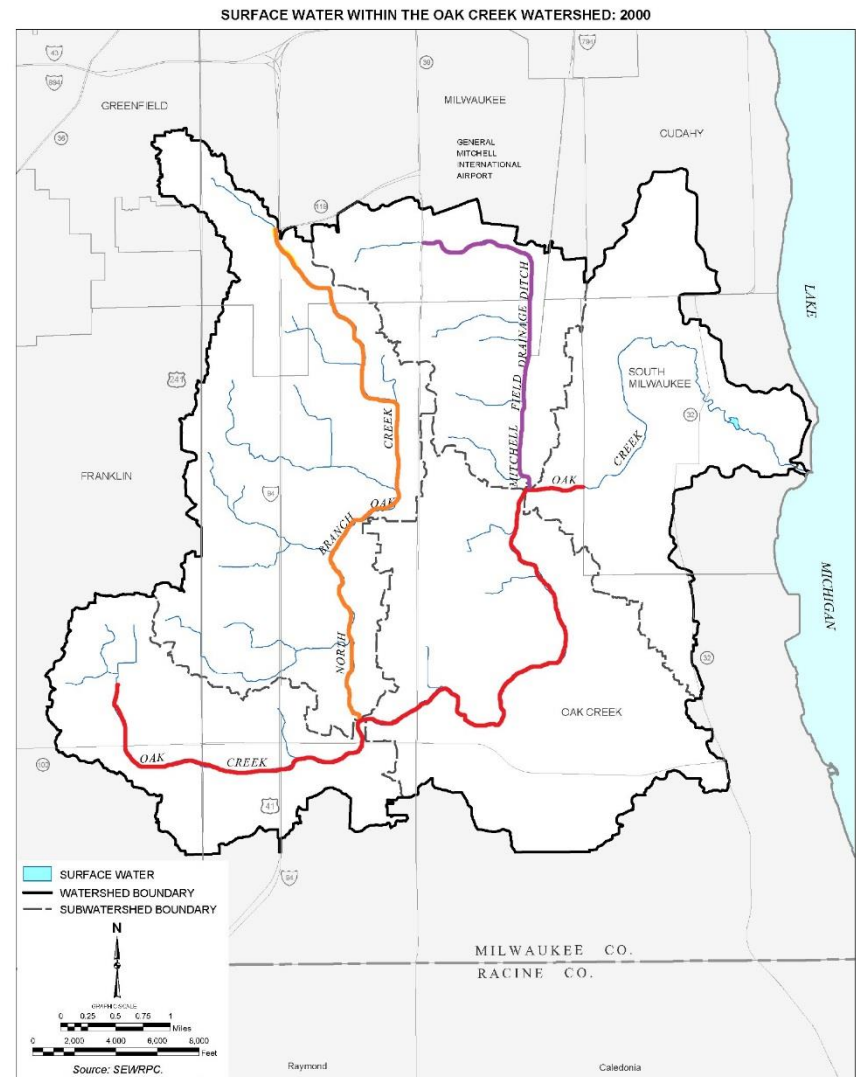 SURFACE WATER WITHIN THE OAK CREEK WATERSHED: 2000
43
794
894
GREENFIELD
38
MILWAUKEE
CUDAHY
36
GENERAL
MITCHELL
INTERNATIONAL
AIRPORT
119
LAKE
MITCHELL FIELD DRAINAGE DITCH
SOUTH
MILWAUKEE
241
32
CREEK
CREEK
FRANKLIN
94
OAK
OAK
BRANCH
MICHIGAN
NORTH
32
OAK CREEK
OAK CREEK
100
41
94
SURFACE WATER
WATERSHED BOUNDARY
SUBWATERSHED BOUNDARY
N
MILWAUKEE CO.
RACINE CO.
GRAPHIC SCALE
0 0.25 0.5 0.75 1
Miles
0 2,000 4,000 6,000 8,000
Feet
Source: SEWRPC.
Raymond
Caledonia